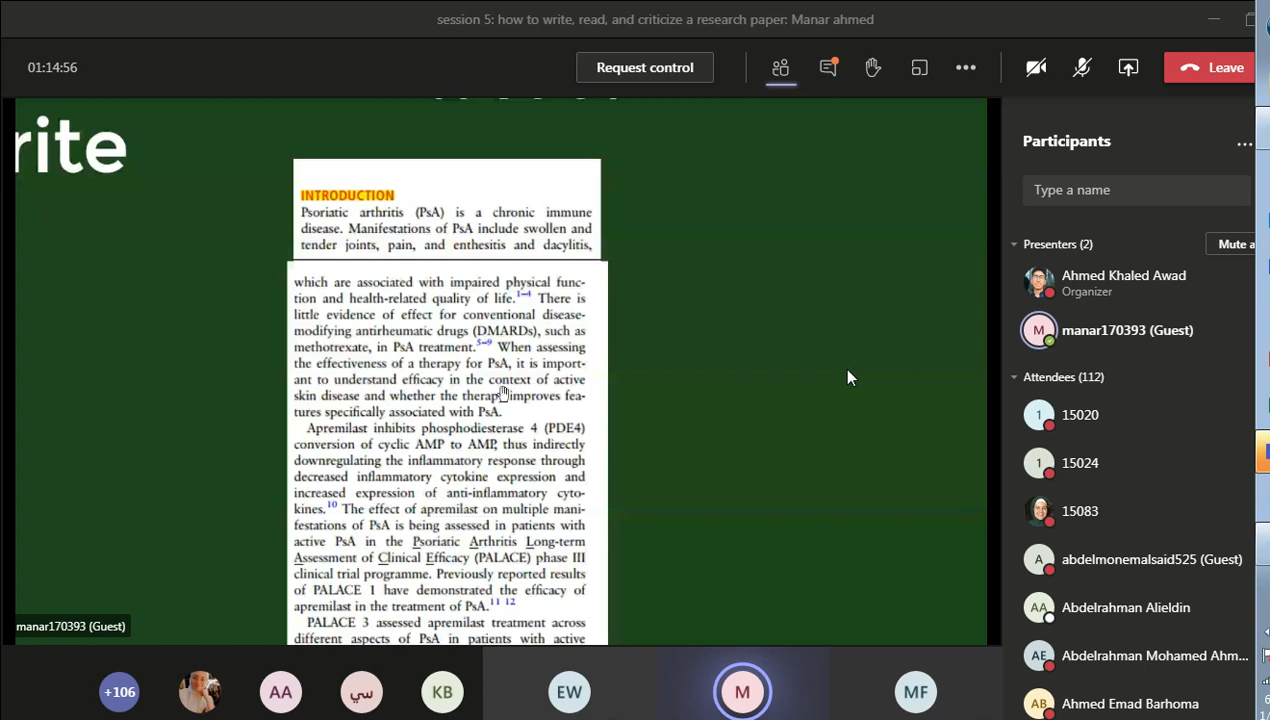 session 5: how to write, read, and criticize a research paper: Manar ahmed
01:14:56
Request control
Leave
rite
INTRODUCTION
Psoriatic arthritis (PsA) is a chronic immune
disease. Manifestations of PsA include swollen and
tender joints, pain, and enthesitis and dacylitis,
which are associated with impaired physical func-
tion and health-related quality of life.1–4 There is
little evidence of effect for conventional disease-
modifying antirheumatic drugs (DMARDs), such as
methotrexate, in PsA treatment.5–9 When assessing
the effectiveness of a therapy for PsA, it is import-
ant to understand efficacy in the context of active
skin disease and whether the therapy improves fea-
tures specifically associated with PsA.
Apremilast inhibits phosphodiesterase 4 (PDE4)
conversion of cyclic AMP to AMP, thus indirectly
downregulating the inflammatory response through
decreased inflammatory cytokine expression and
increased expression of anti-inflammatory cyto-
kines.10 The effect of apremilast on multiple mani-
festations of PsA is being assessed in patients with
active PsA in the Psoriatic Arthritis Long-term
Assessment of Clinical Efficacy (PALACE) phase III
clinical trial programme. Previously reported results
of PALACE 1 have demonstrated the efficacy of
apremilast in the treatment of PsA.11 12
PALACE 3 assessed apremilast treatment across
different aspects of PsA in patients with active
manar170393 (Guest)
Participants
Type a name
Presenters (2)
Mute a
Ahmed Khaled Awad
Organizer
M
manar170393 (Guest)
Attendees (112)
1
15020
1
15024
15083
A
abdelmonemalsaid525 (Guest)
AA
Abdelrahman Alieldin
AE
Abdelrahman Mohamed Ahm...
AB
Ahmed Emad Barhoma
+106
AA
سي
KB
EW
M
MF